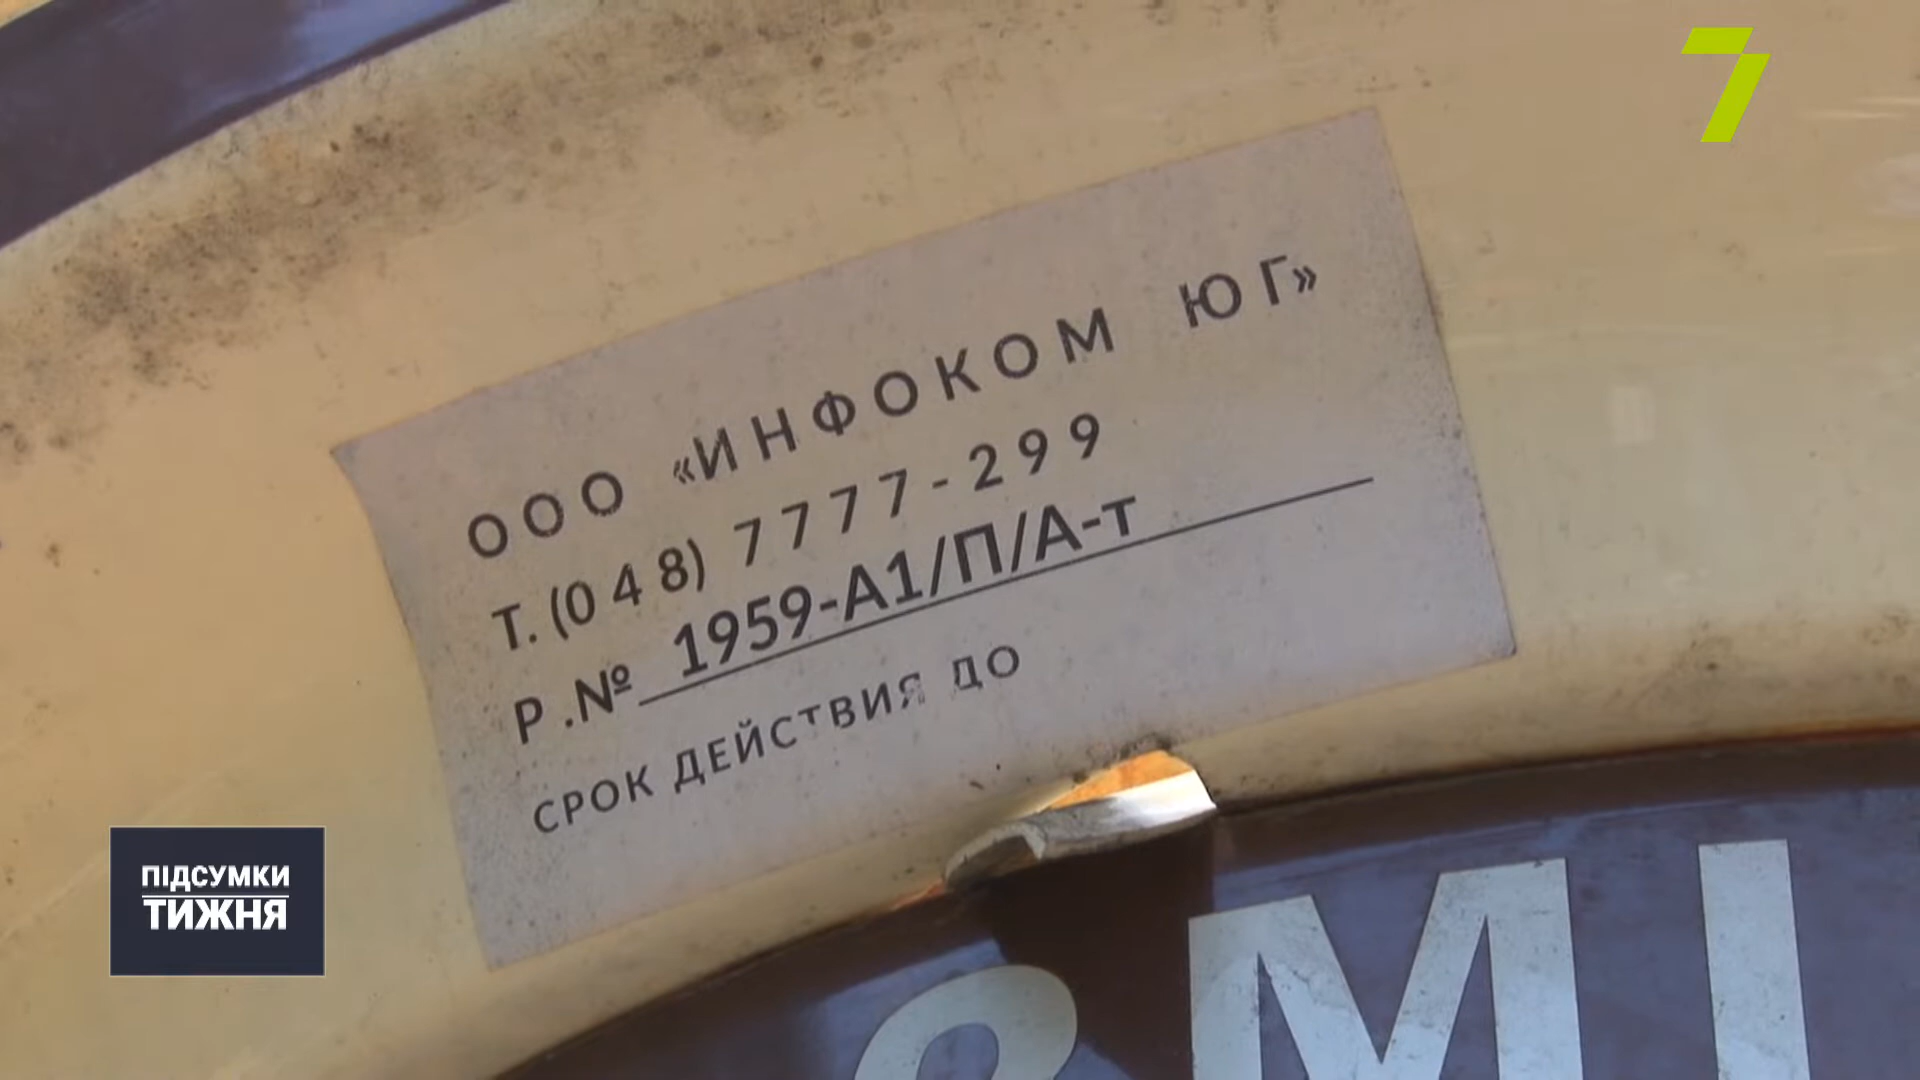 7
ООО «ИНФОКОМ ЮГ»
Т.(048) 7777-299
Р.№ 1959-А1/П/А-т
СРОК ДЕЙСТВИЯ ДО
ПІДСУМКИ
ТИЖНЯ